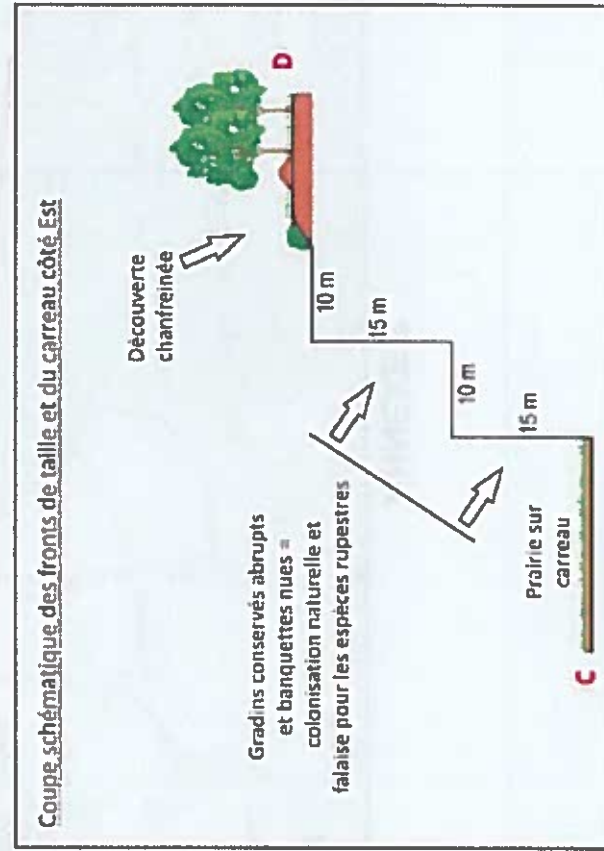 Coupe schématique des fronts de taille et du carreau côté Est
Découverte
chanfreinée
D
10 m
15 m
Gradins conservés abrupts
et banquettes nues =
colonisation naturelle et
falaise pour les espèces rupestres
10 m
15 m
Prairie sur
carreau
C